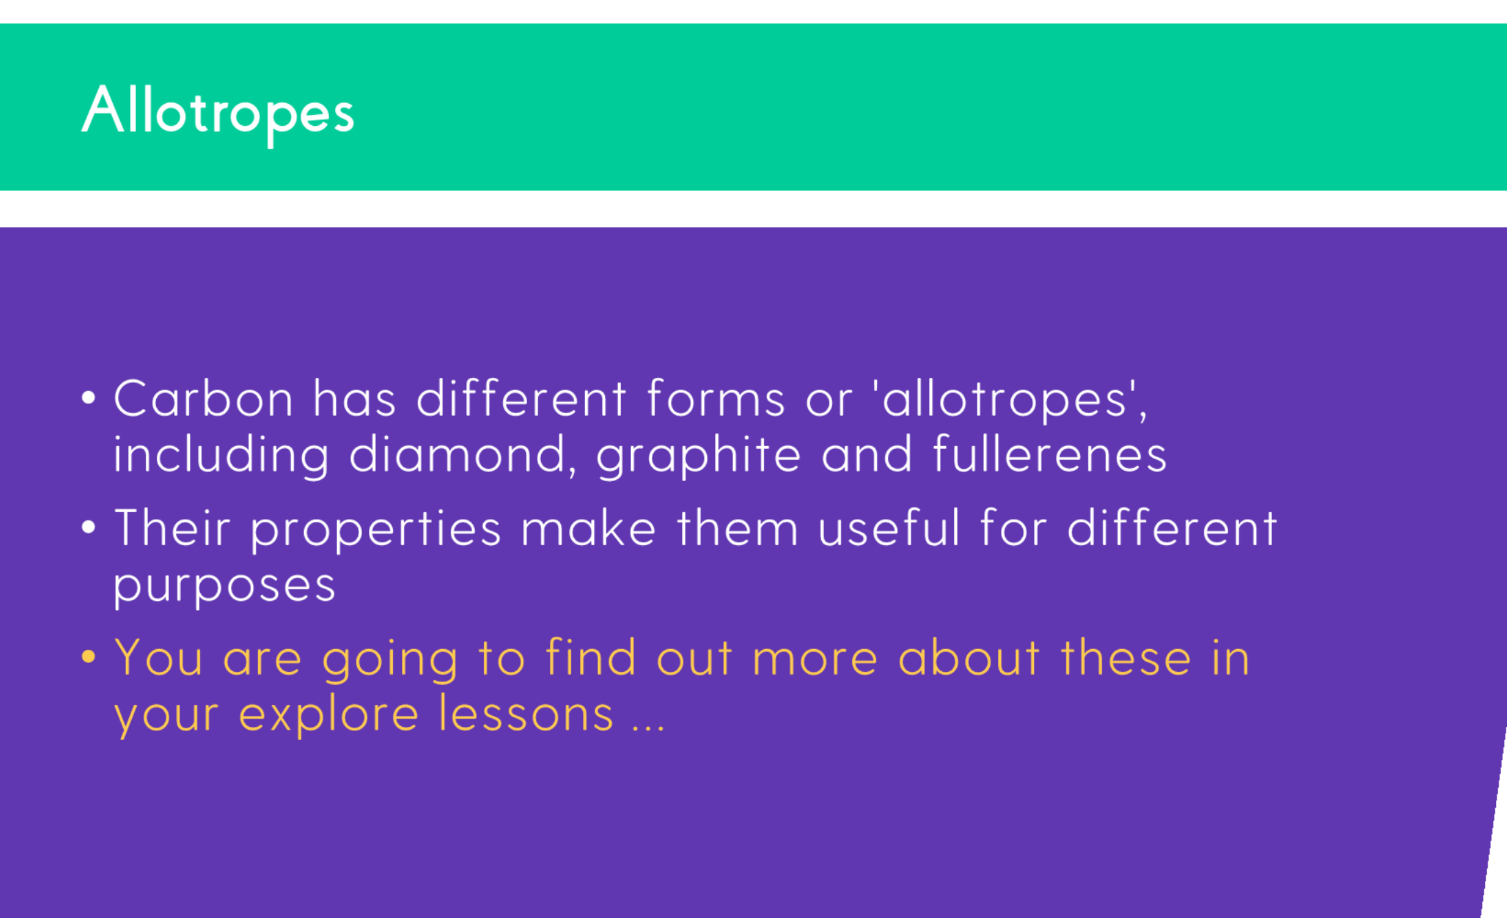 Allotropes
• Carbon has different forms or 'allotropes',
including diamond, graphite and fullerenes
• Their properties make them useful for different
purposes
• You are going to find out more about these in
your explore lessons ...